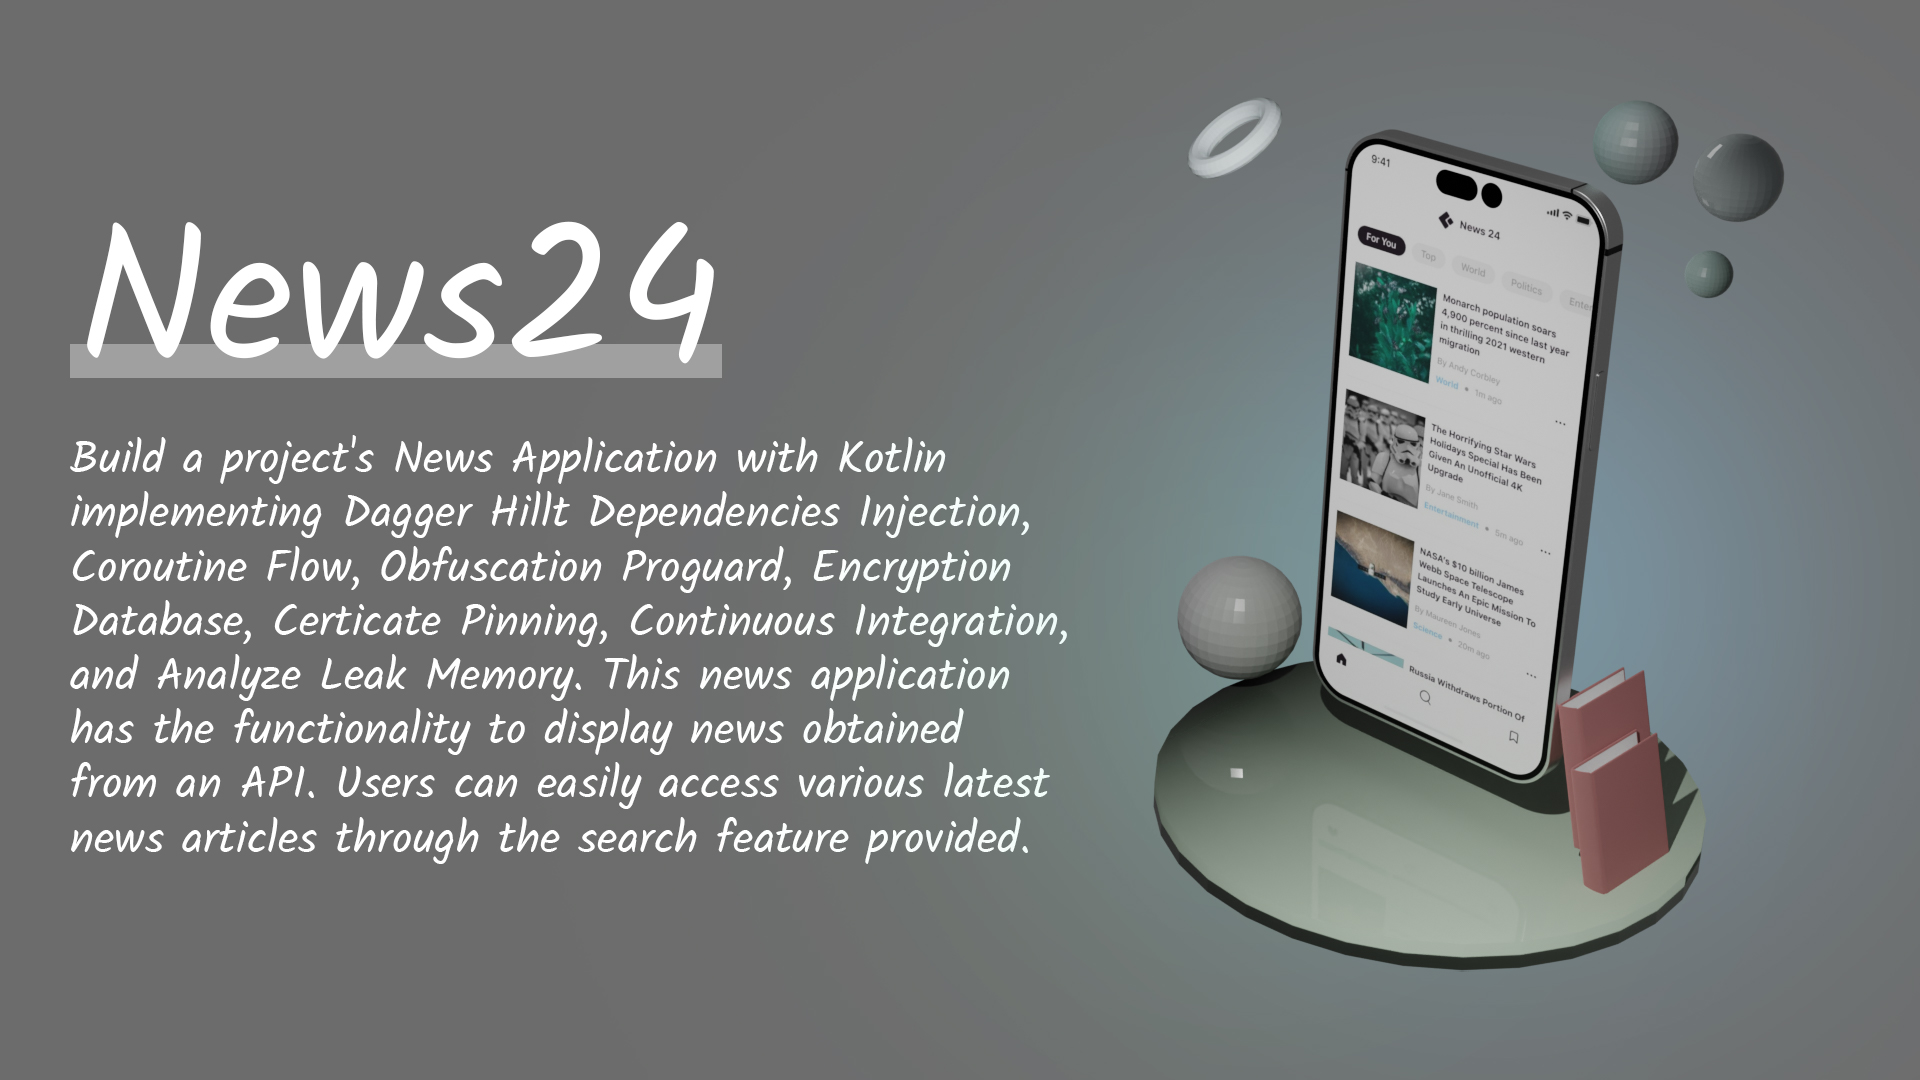 News24
Build a project's News Application with Kotlin
implementing Dagger Hillt Dependencies Injection,
Coroutine Flow, Obfuscation Proguard, Encryption
Database, Certicate Pinning, Continuous Integration,
and Analyze Leak Memory. This news application
has the functionality to display news obtained
from an API. Users can easily access various latest
news articles through the search feature provided.
9:41
News 24
For You
Top
World
Politics
Enter
Monarch population soars
4,900 percent since last year
in thrilling 2021 western
migration
By Andy Corbley
World • 1m ago
The Horrifying Star Wars
Holidays Special Has Been
Given An Unofficial 4K
Upgrade
By Jane Smith
Entertainment • 5m ago
NASA's $10 billion James
Webb Space Telescope
Launches An Epic Mission To
Study Early Universe
By Maureen Jones
Science • 20m ago
Russia Withdraws Portion Of